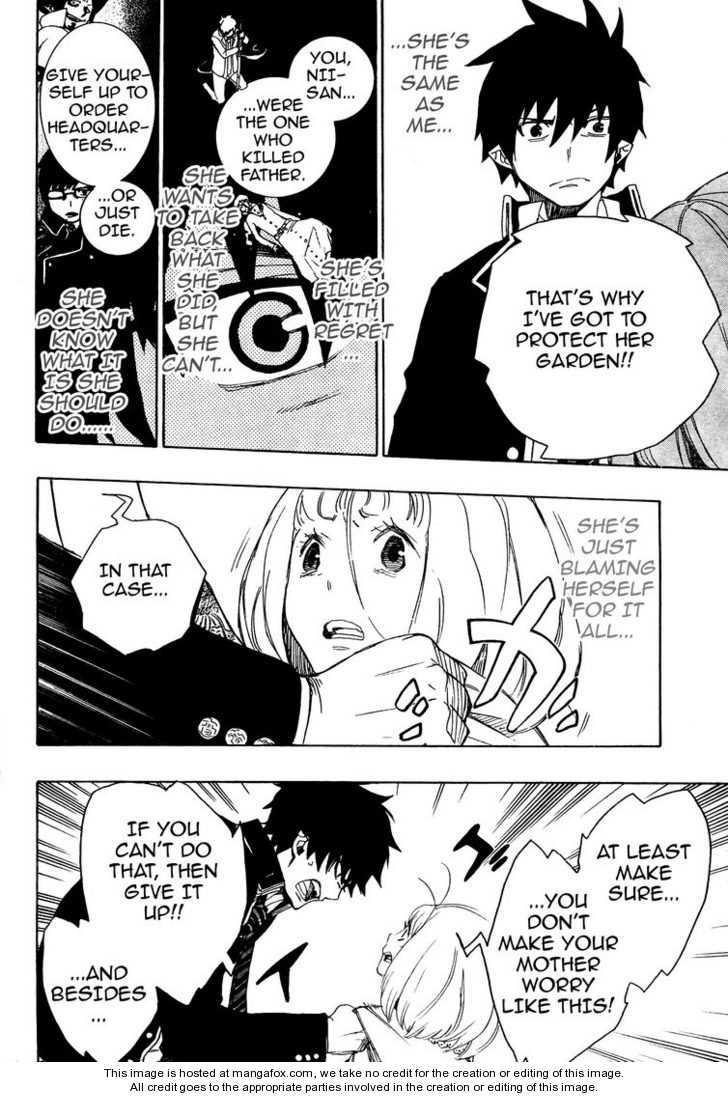 ...SHE'S
THE
SAME
AS
ME...
THAT'S WHY
I'VE GOT TO
PROTECT HER
GARDEN!!
YOU,
NII-
SAN...
...WERE
THE ONE
WHO
KILLED
FATHER.
SHE'S
FILLED
WITH
REGRET
...
SHE
WANTS
TO TAKE
BACK
WHAT
SHE
DID
BUT
SHE
CAN'T...
GIVE YOUR-
SELF UP TO
ORDER
HEADQUAR-
TERS...
...OR
JUST
DIE.
SHE
DOESN'T
KNOW
WHAT IT
IS SHE
SHOULD
DO......
SHE'S
JUST
BLAMING
HERSELF
FOR IT
ALL...
ガッ
IN THAT
CASE...
AT LEAST
MAKE
SURE...
...YOU
DON'T
MAKE YOUR
MOTHER
WORRY
LIKE THIS!
IF YOU
CAN'T DO
THAT, THEN
GIVE IT
UP!!
...AND
BESIDES
...
This image is hosted at mangafox.com, we take no credit for the creation or editing of this image.
All credit goes to the appropriate parties involved in the creation or editing of this image.